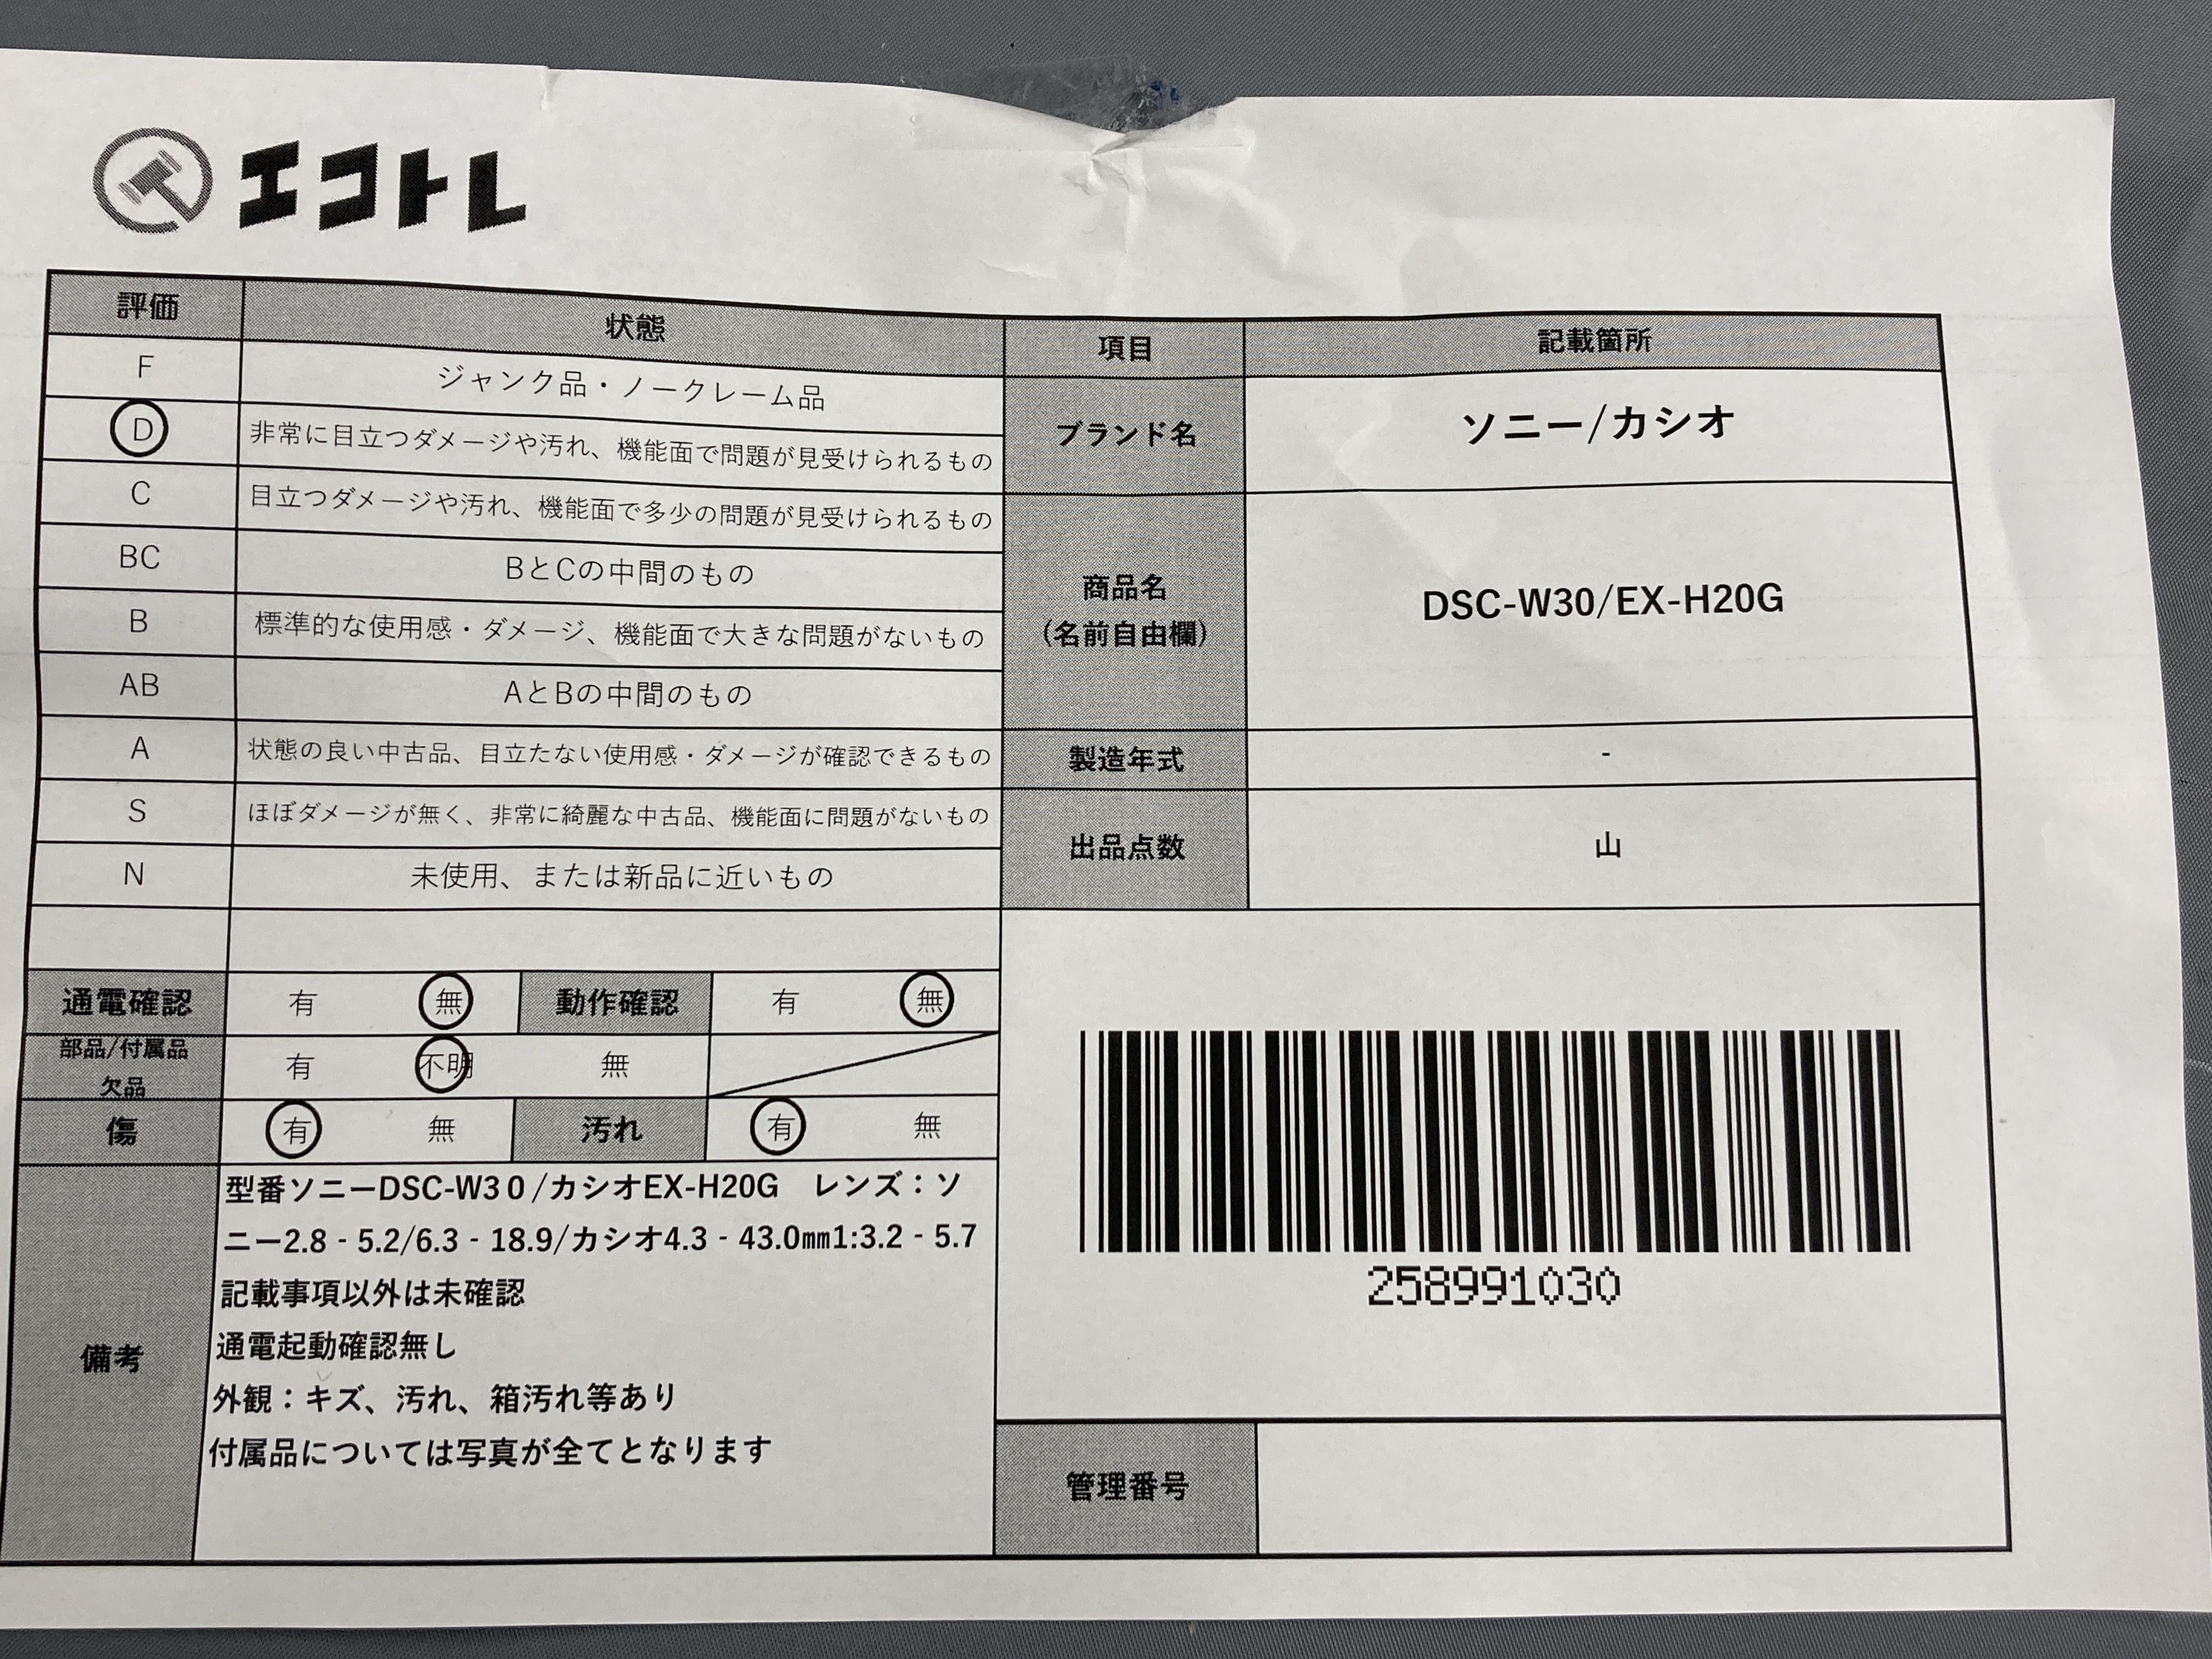 エコトレ
評価 状態
F ジャンク品・ノークレーム品
D 非常に目立つダメージや汚れ、機能面で問題が見受けられるもの
C 目立つダメージや汚れ、機能面で多少の問題が見受けられるもの
BC BとCの中間のもの
B 標準的な使用感・ダメージ、機能面で大きな問題がないもの
AB AとBの中間のもの
A 状態の良い中古品、目立たない使用感・ダメージが確認できるもの
S ほぼダメージが無く、非常に綺麗な中古品、機能面に問題がないもの
N 未使用、または新品に近いもの
通電確認 有 無 動作確認 有 無
部品/付属品
欠品
有 不明 無
傷 有 無 汚れ 有 無
備考
型番ソニーDSC-W3０/カシオEX-H20G　レンズ：ソ
ニー2.8‐5.2/6.3‐18.9/カシオ4.3‐43.0㎜1:3.2‐5.7
記載事項以外は未確認
通電起動確認無し
外観：キズ、汚れ、箱汚れ等あり
付属品については写真が全てとなります
項目 記載箇所
ブランド名 ソニー/カシオ
商品名
(名前自由欄)
DSC-W30/EX-H20G
製造年式 -
出品点数 山
258991030
管理番号